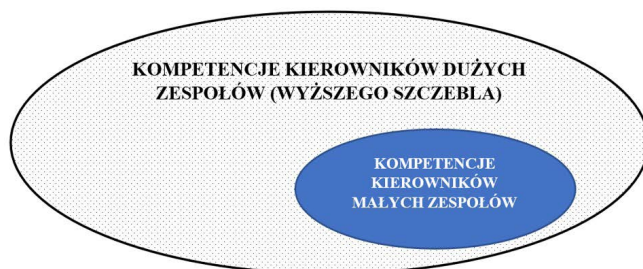 KOMPETENCJE KIEROWNIKÓW DUŻYCH
ZESPOŁÓW (WYŻSZEGO SZCZEBLA)
KOMPETENCJE
KIEROWNIKÓW
MAŁYCH ZESPOŁÓW